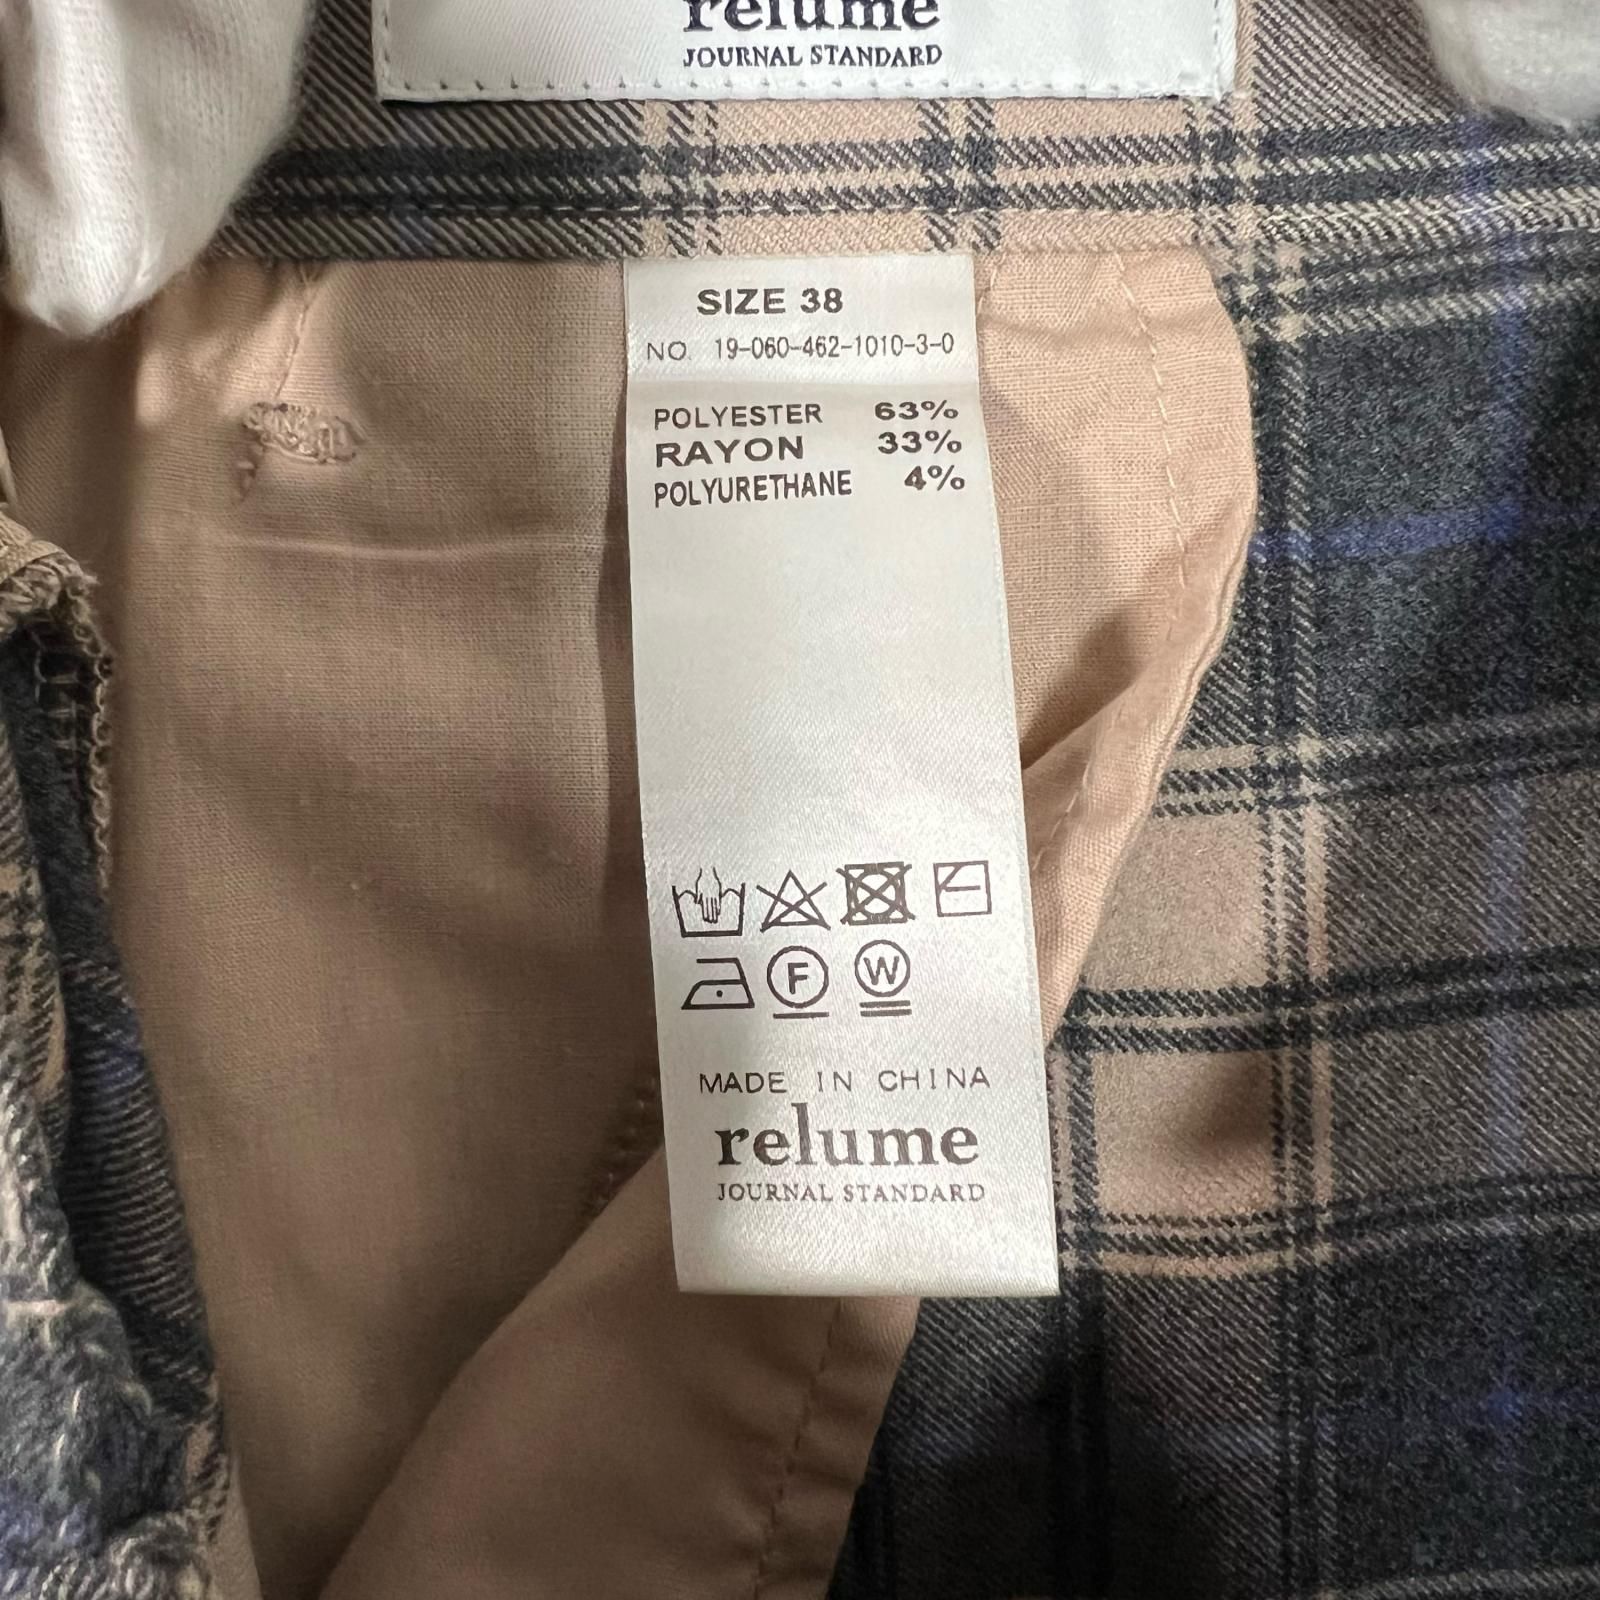 relume
JOURNAL STANDARD
SIZE 38
NO. 19-060-462-1010-3-0
POLYESTER 63%
RAYON 33%
POLYURETHANE 4%
F W
MADE IN CHINA
relume
JOURNAL STANDARD